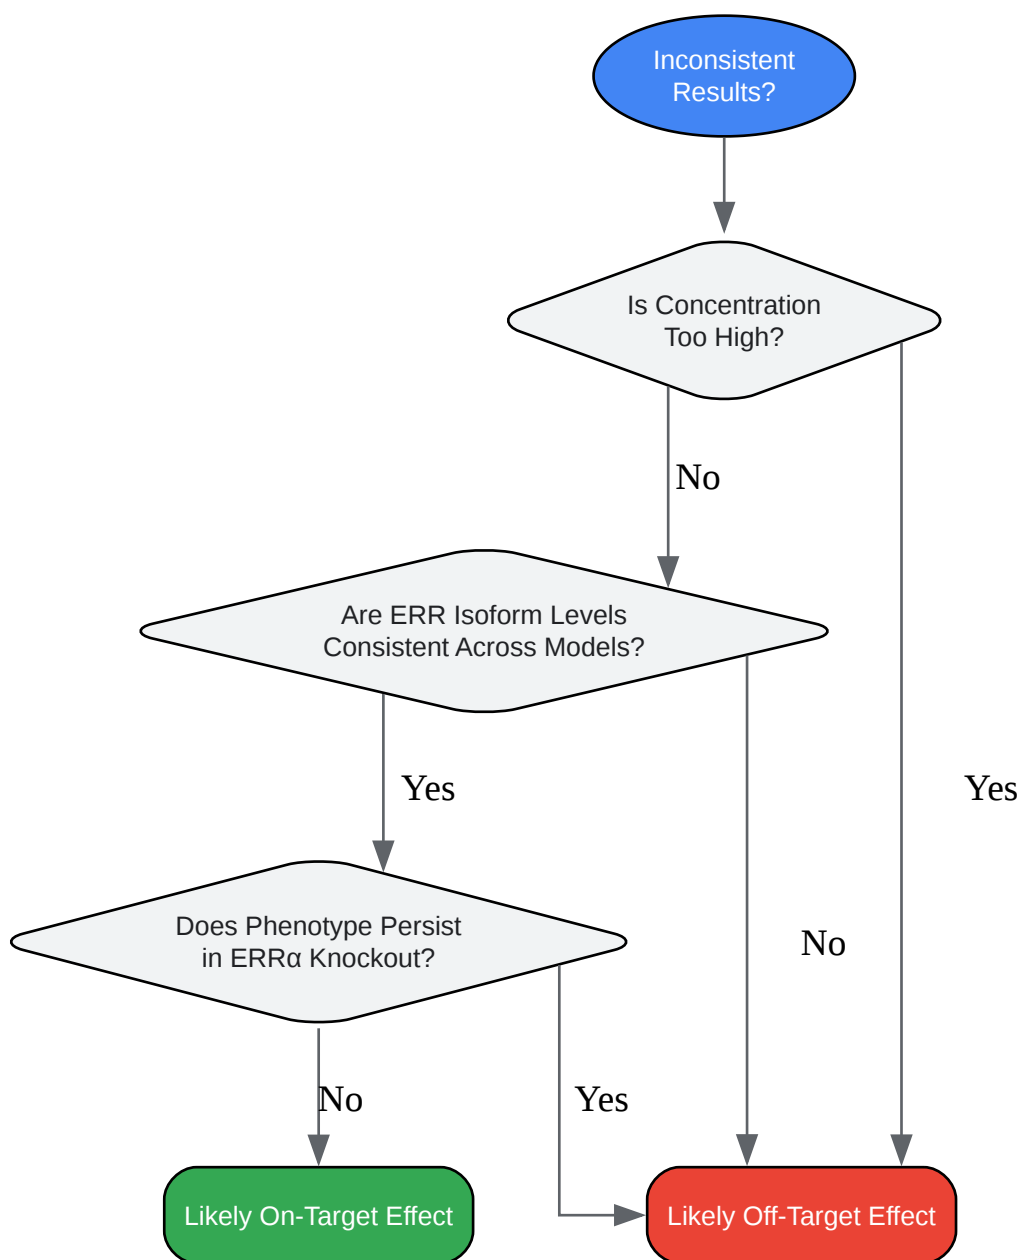 Inconsistent
Results?
Is Concentration
Too High?
No
Are ERR Isoform Levels
Consistent Across Models?
Yes
Yes
No
Does Phenotype Persist
in ERRα Knockout?
No
Yes
Likely On-Target Effect
Likely Off-Target Effect